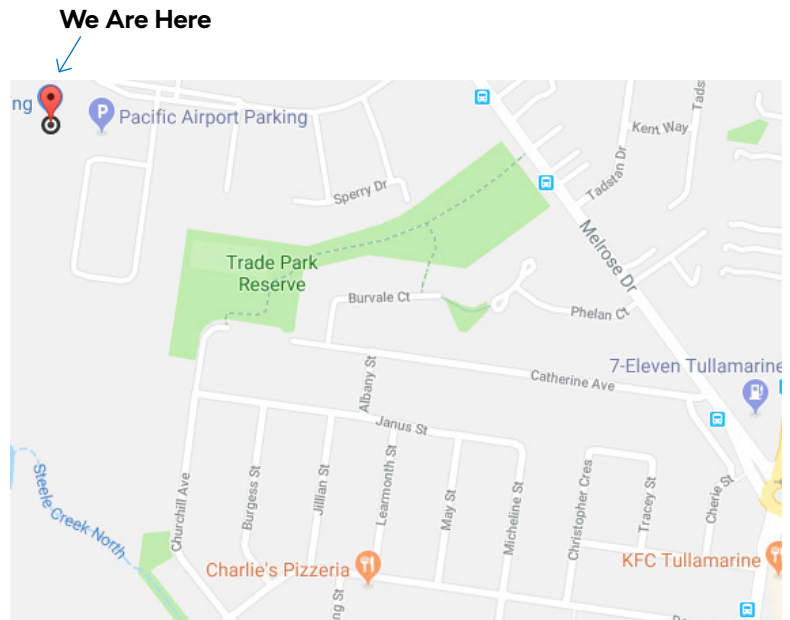 We Are Here
ng
P
Pacific Airport Parking
Kent Way
Tads
Tadstan Dr
Sperry Dr
Melrose Dr
Trade Park
Reserve
Burvale Ct
Phelan Ct
7-Eleven Tullamarine
Catherine Ave
Albany St
Janus St
Steele Creek North
Churchill Ave
Burgess St
Jillian St
Learmonth St
May St
Micheline St
Christopher Cres
Tracey St
Cherie St
Charlie's Pizzeria
KFC Tullamarine
ng St